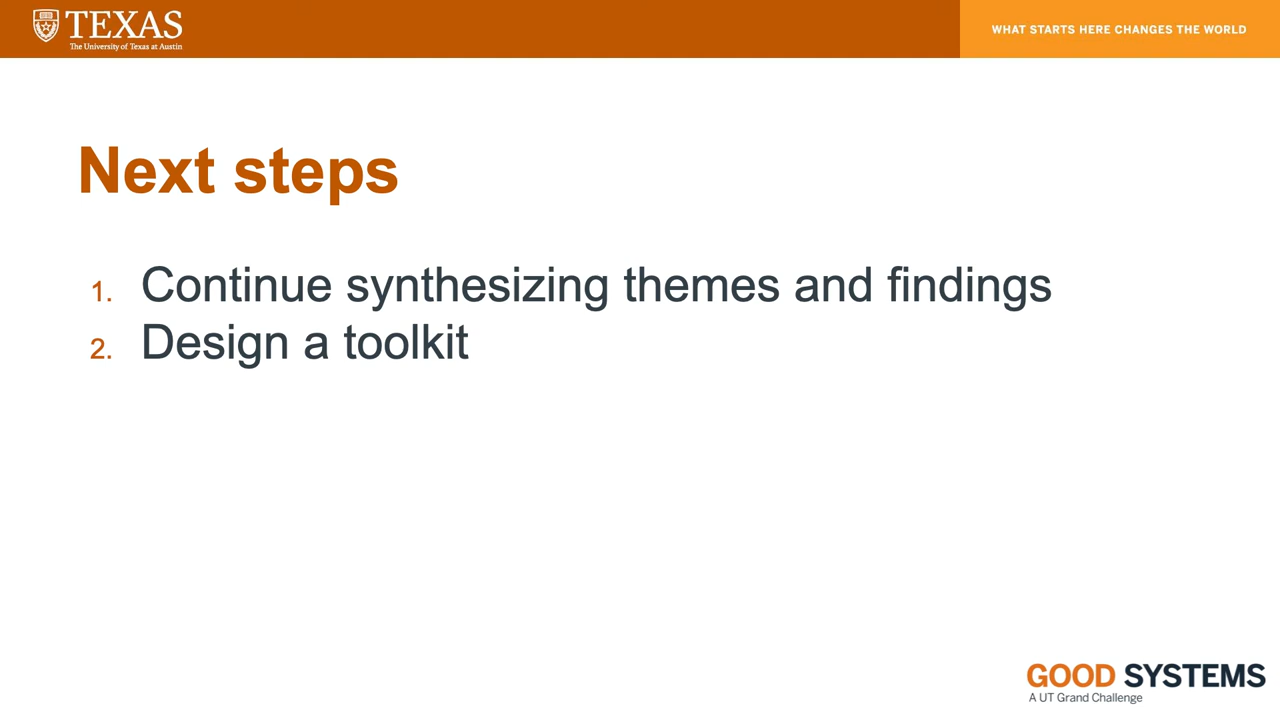 TEXAS
The University of Texas at Austin
WHAT STARTS HERE CHANGES THE WORLD
Next steps
1. Continue synthesizing themes and findings
2. Design a toolkit
GOOD SYSTEMS
A UT Grand Challenge